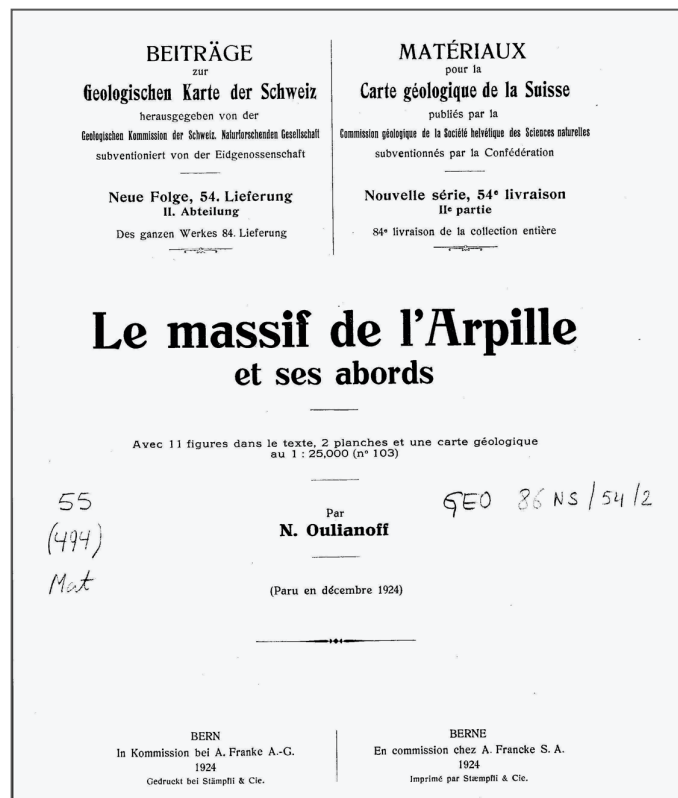 BEITRÄGE
zur
Geologischen Karte der Schweiz
herausgegeben von der
Geologischen Kommission der Schweiz. Naturforschenden Gesellschaft
subventioniert von der Eidgenossenschaft
Neue Folge, 54. Lieferung
II. Abteilung
Des ganzen Werkes 84. Lieferung
MATÉRIAUX
pour la
Carte géologique de la Suisse
publiés par la
Commission géologique de la Société helvétique des Sciences naturelles
subventionnés par la Confédération
Nouvelle série, 54e livraison
IIe partie
84e livraison de la collection entière
Le massif de l'Arpille
et ses abords
Avec 11 figures dans le texte, 2 planches et une carte géologique
au 1 : 25,000 (n° 103)
55
(494)
Mat
GEO 86 NS/54/2
Par
N. Oulianoff
(Paru en décembre 1924)
BERN
In Kommission bei A. Franke A.-G.
1924
Gedruckt bei Stämpfli & Cie.
BERNE
En commission chez A. Francke S. A.
1924
Imprimé par Stæmpfli & Cie.